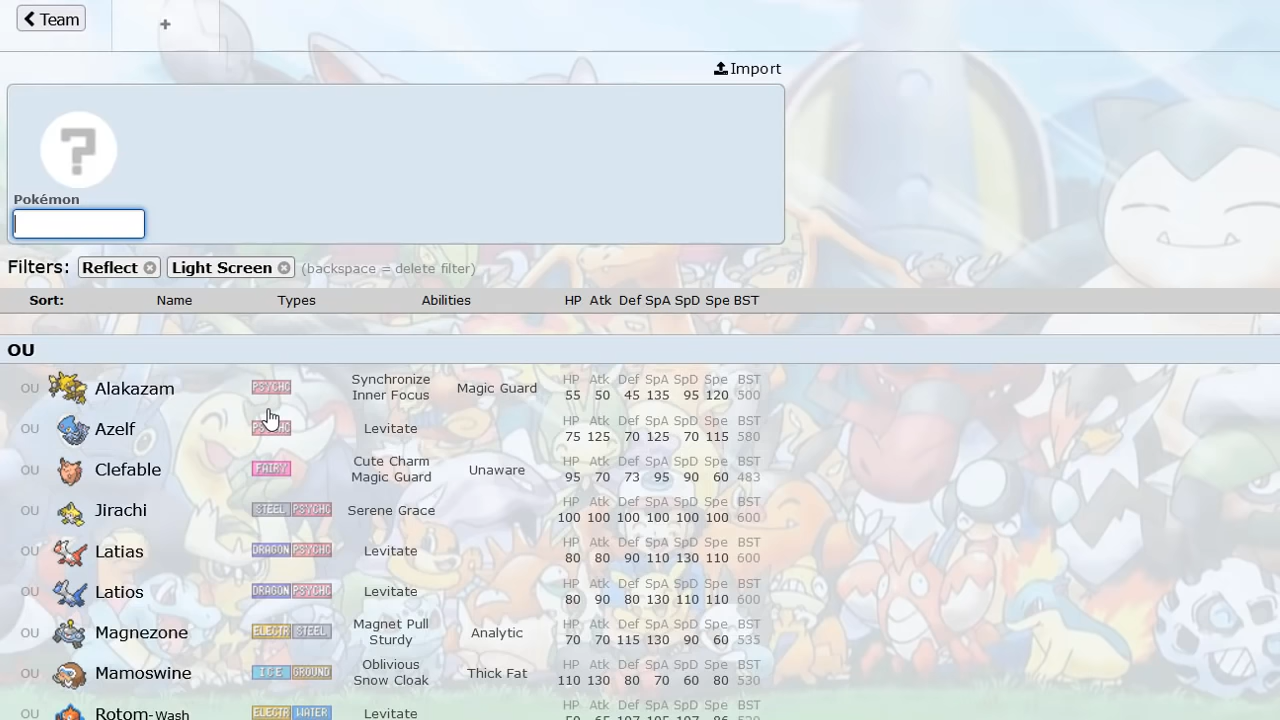 Team
+
Import
?
Pokémon
Filters: Reflect Light Screen (backspace = delete filter)
Sort: Name Types Abilities HP Atk Def SpA SpD Spe BST
OU
OU Alakazam PSYCHC Synchronize Inner Focus Magic Guard HP 55 Atk 50 Def 45 SpA 135 SpD 95 Spe 120 BST 500
OU Azelf PSYCHC Levitate HP 75 Atk 125 Def 70 SpA 125 SpD 70 Spe 115 BST 580
OU Clefable FAIRY Cute Charm Magic Guard Unaware HP 95 Atk 70 Def 73 SpA 95 SpD 90 Spe 60 BST 483
OU Jirachi STEEL PSYCHC Serene Grace HP 100 Atk 100 Def 100 SpA 100 SpD 100 Spe 100 BST 600
OU Latias DRAGON PSYCHC Levitate HP 80 Atk 80 Def 90 SpA 110 SpD 130 Spe 110 BST 600
OU Latios DRAGON PSYCHC Levitate HP 80 Atk 90 Def 80 SpA 130 SpD 110 Spe 110 BST 600
OU Magnezone ELECTR STEEL Magnet Pull Sturdy Analytic HP 70 Atk 70 Def 115 SpA 130 SpD 90 Spe 60 BST 535
OU Mamoswine ICE GROUND Oblivious Snow Cloak Thick Fat HP 110 Atk 130 Def 80 SpA 70 SpD 60 Spe 80 BST 530
OU Rotom-Wash ELECTR WATER Levitate HP Atk Def SpA SpD Spe BST